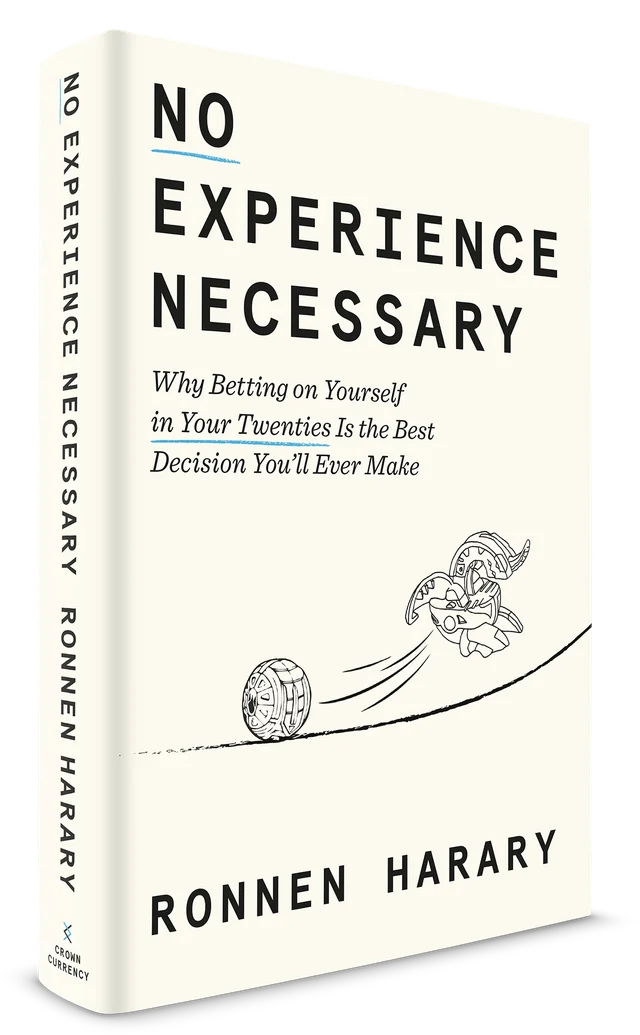 NO
EXPERIENCE
NECESSARY
Why Betting on Yourself
in Your Twenties Is the Best
Decision You'll Ever Make
RONNEN HARARY
NO EXPERIENCE NECESSARY RONNEN HARARY
CROWN
CURRENCY